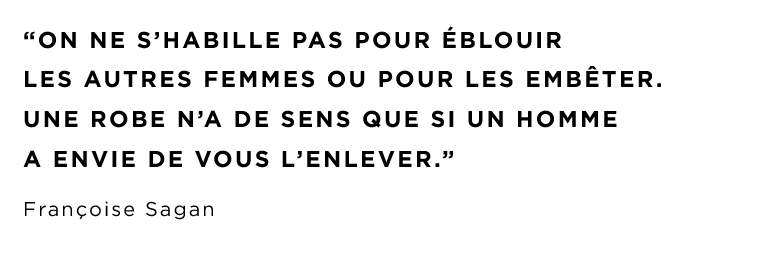 “ON NE S’HABILLE PAS POUR ÉBLOUIR
LES AUTRES FEMMES OU POUR LES EMBÊTER.
UNE ROBE N’A DE SENS QUE SI UN HOMME
A ENVIE DE VOUS L’ENLEVER.”
Françoise Sagan